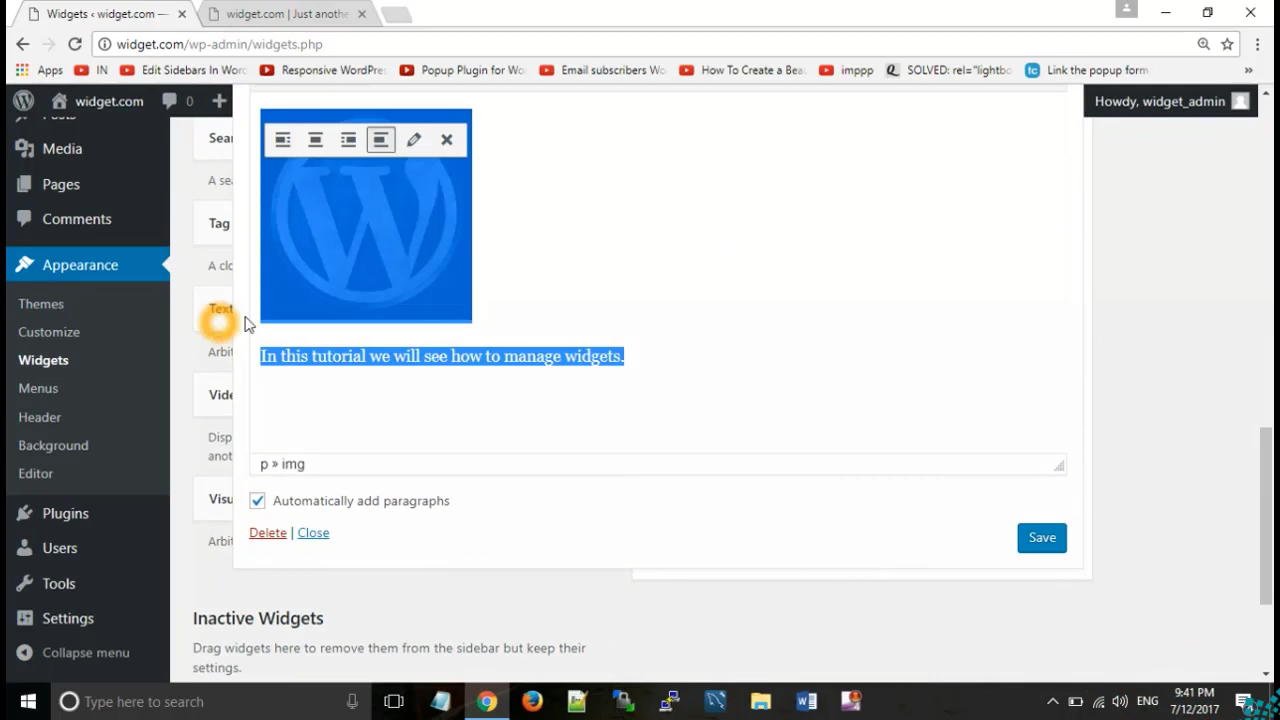 Widgets ‹ widget.com —
widget.com | Just anothe
widget.com/wp-admin/widgets.php
Apps
IN
Edit Sidebars In Wor
Responsive WordPre
Popup Plugin for Wo
Email subscribers Wo
How To Create a Bea
imppp
SOLVED: rel="lightbo
Link the popup form
»
widget.com
0
Howdy, widget_admin
Posts
Media
Pages
Comments
Appearance
Themes
Customize
Widgets
Menus
Header
Background
Editor
Plugins
Users
Tools
Settings
Collapse menu
Sear
A sea
Tag
A clo
Text
Arbit
Vide
Disp
anot
Visu
Arbit
In this tutorial we will see how to manage widgets.
p » img
Automatically add paragraphs
Delete | Close
Save
Inactive Widgets
Drag widgets here to remove them from the sidebar but keep their
settings.
Type here to search
ENG
9:41 PM
7/12/2017